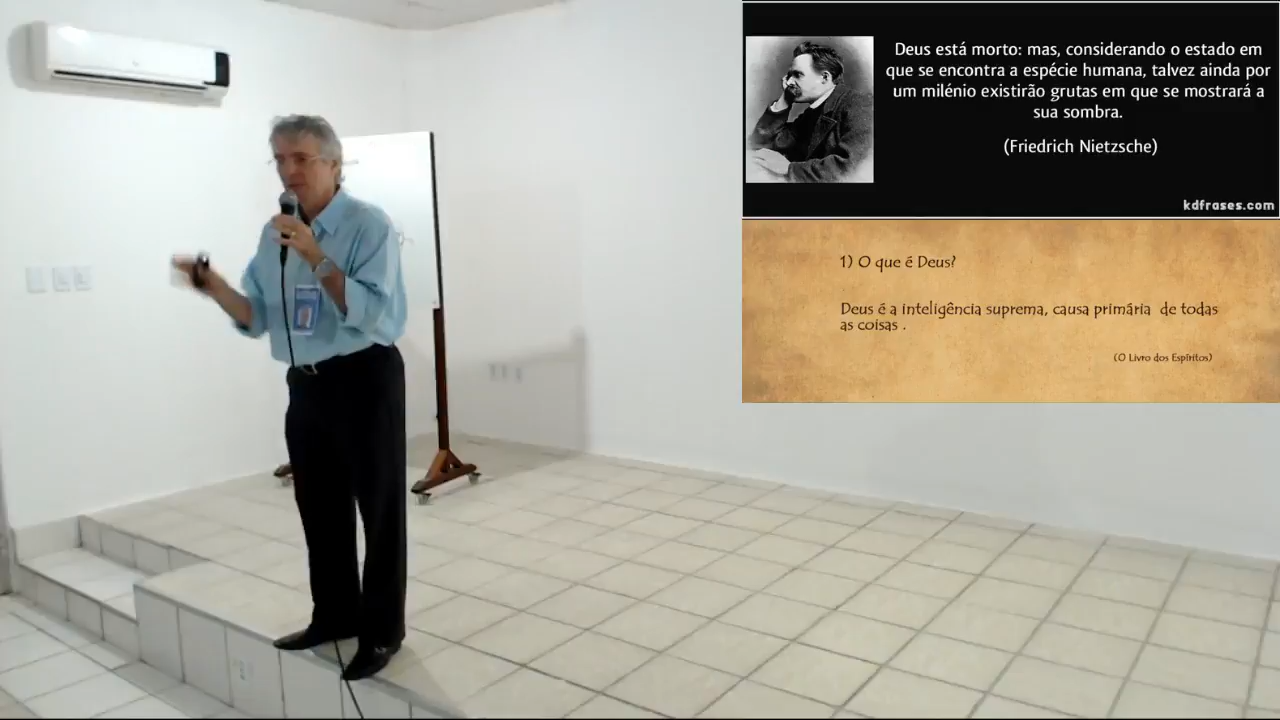 Deus está morto: mas, considerando o estado em
que se encontra a espécie humana, talvez ainda por
um milénio existirão grutas em que se mostrará a
sua sombra.
(Friedrich Nietzsche)
kdfrases.com
1) O que é Deus?
Deus é a inteligência suprema, causa primária de todas
as coisas .
(O Livro dos Espíritos)